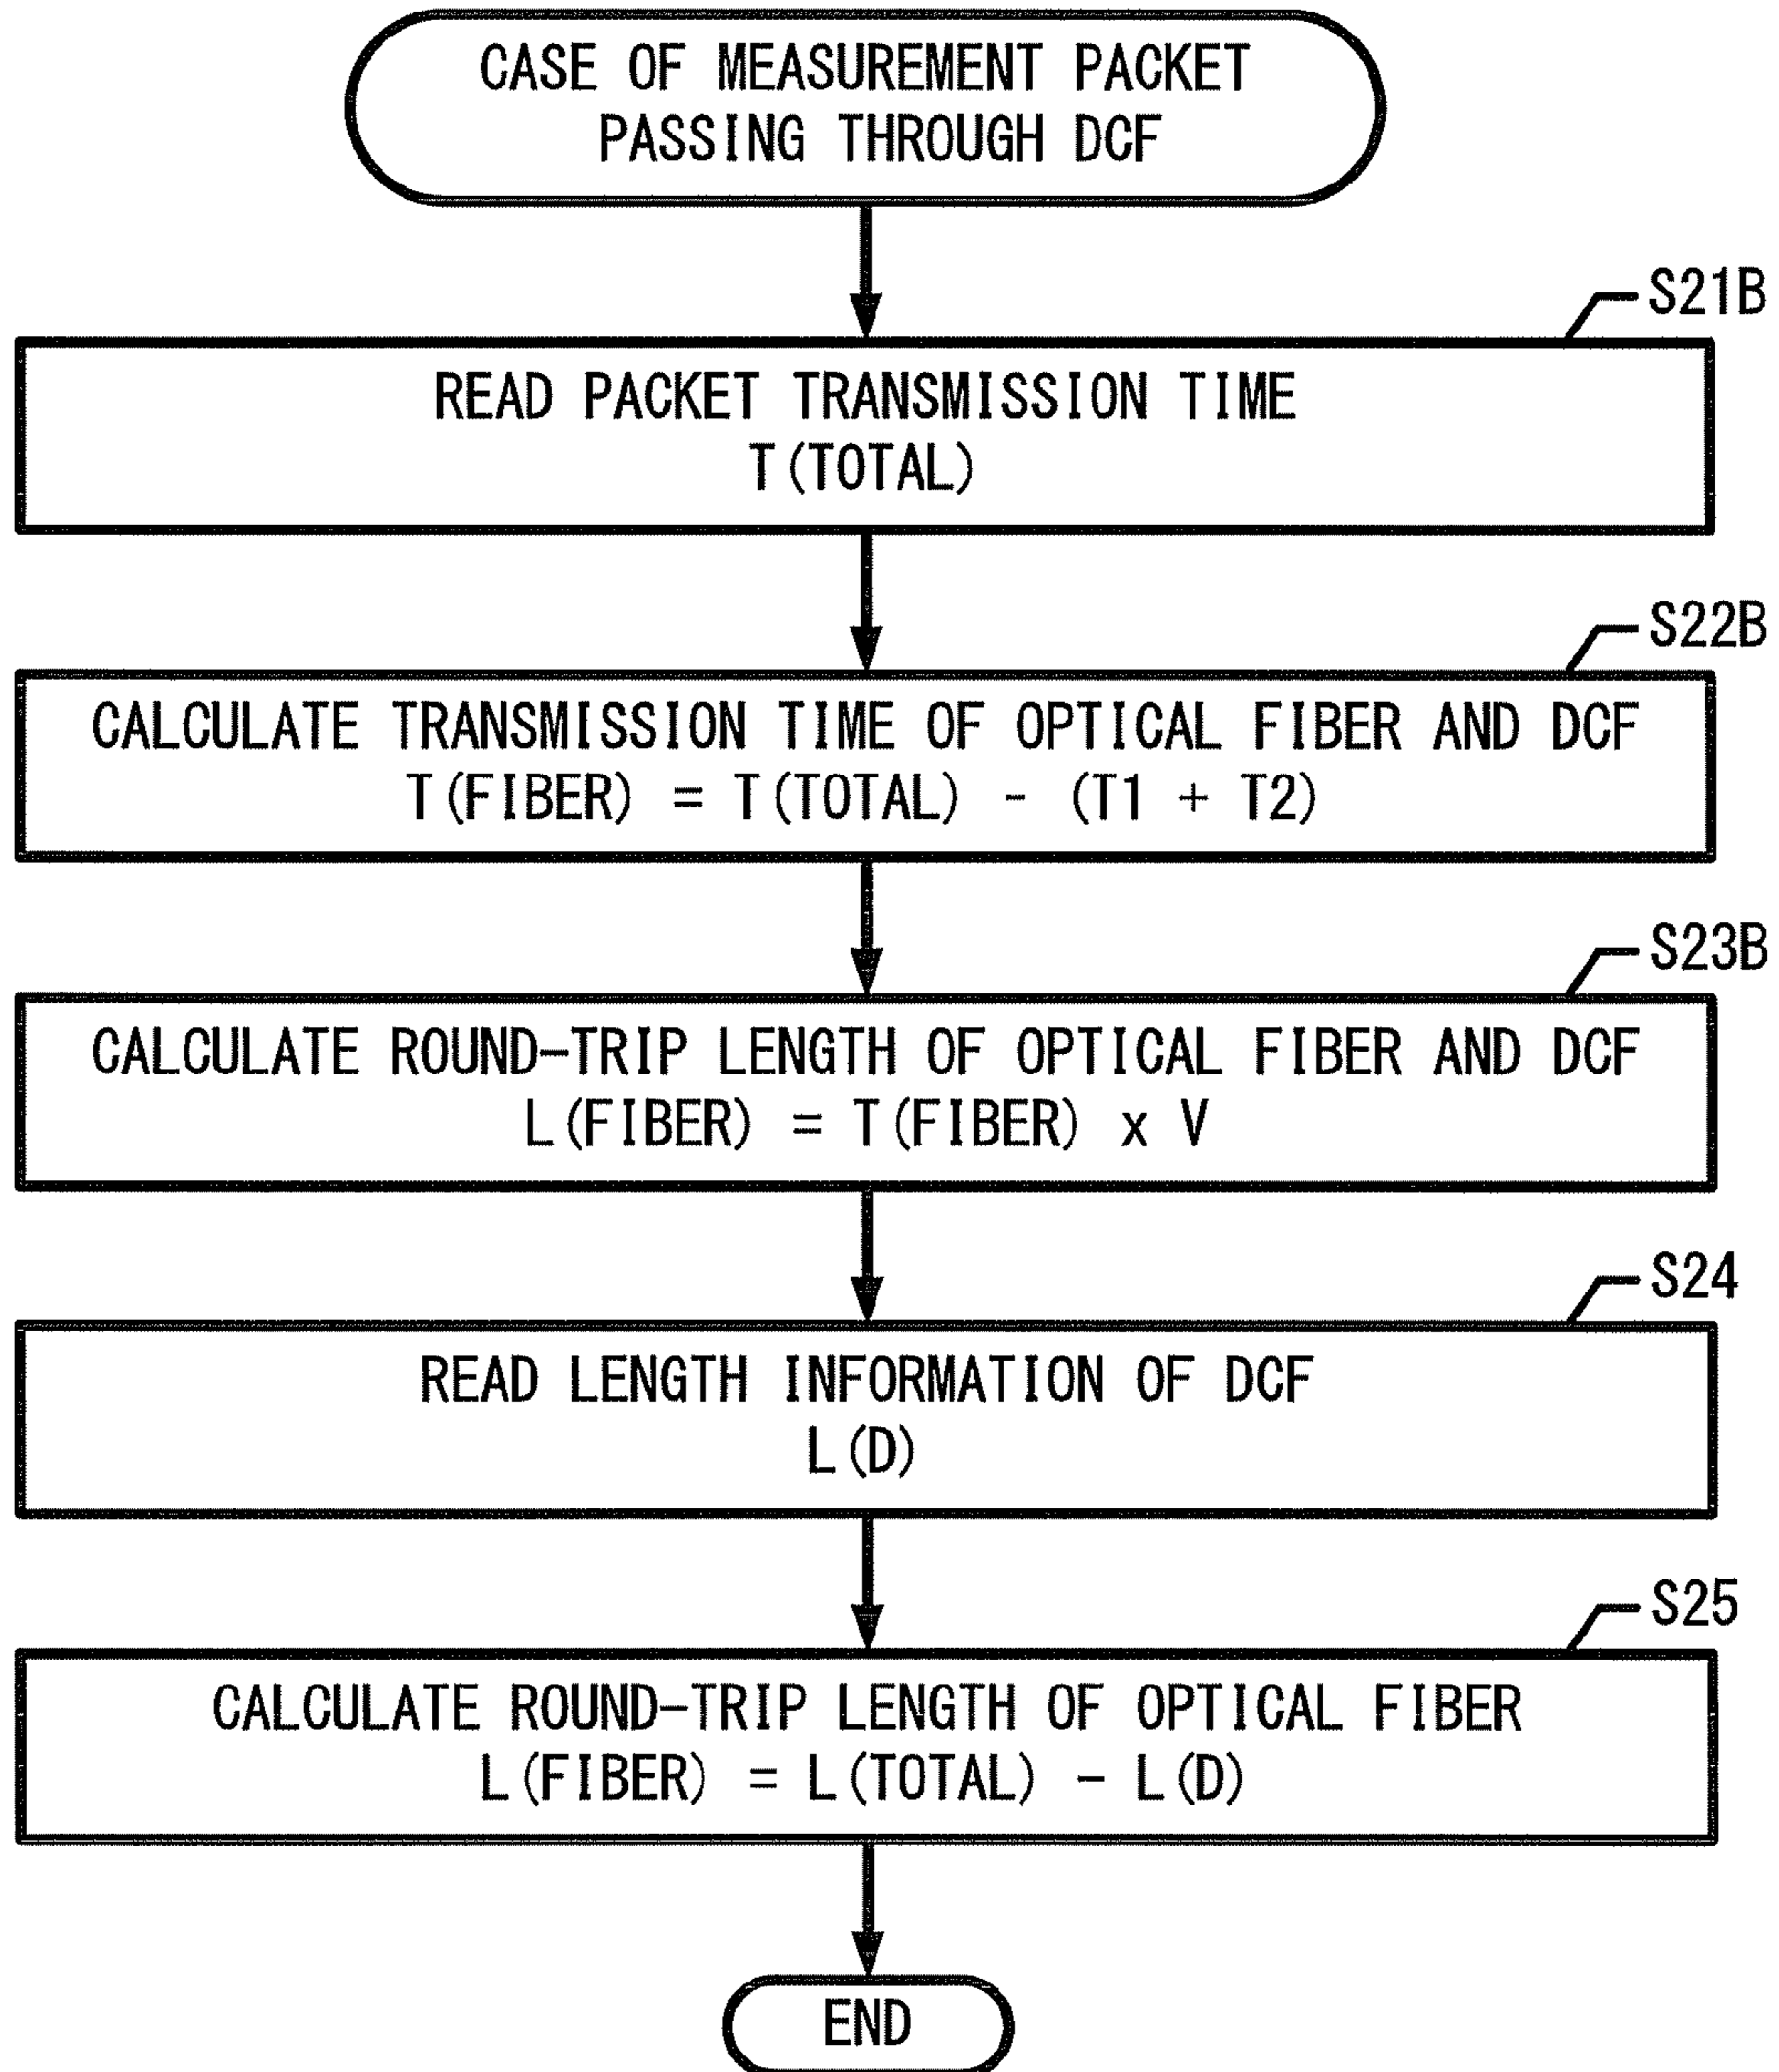 CASE OF MEASUREMENT PACKET
PASSING THROUGH DCF
S21B
READ PACKET TRANSMISSION TIME
T(TOTAL)
S22B
CALCULATE TRANSMISSION TIME OF OPTICAL FIBER AND DCF
T(FIBER) = T(TOTAL) - (T1 + T2)
S23B
CALCULATE ROUND-TRIP LENGTH OF OPTICAL FIBER AND DCF
L(FIBER) = T(FIBER) x V
S24
READ LENGTH INFORMATION OF DCF
L(D)
S25
CALCULATE ROUND-TRIP LENGTH OF OPTICAL FIBER
L(FIBER) = L(TOTAL) - L(D)
END